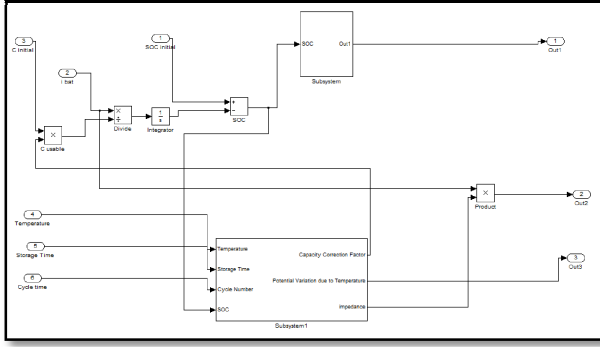 3
C initial
1
SOC initial
2
I bat
×
÷
Divide
1
s
Integrator
+
−
SOC
×
C usable
SOC
Out1
Subsystem
1
Out1
×
Product
2
Out2
4
Temperature
5
Storage Time
6
Cycle time
Temperature
Storage Time
Cycle Number
SOC
Capacity Correction Factor
Potential Variation due to Temperature
Impedance
Subsystem1
3
Out3